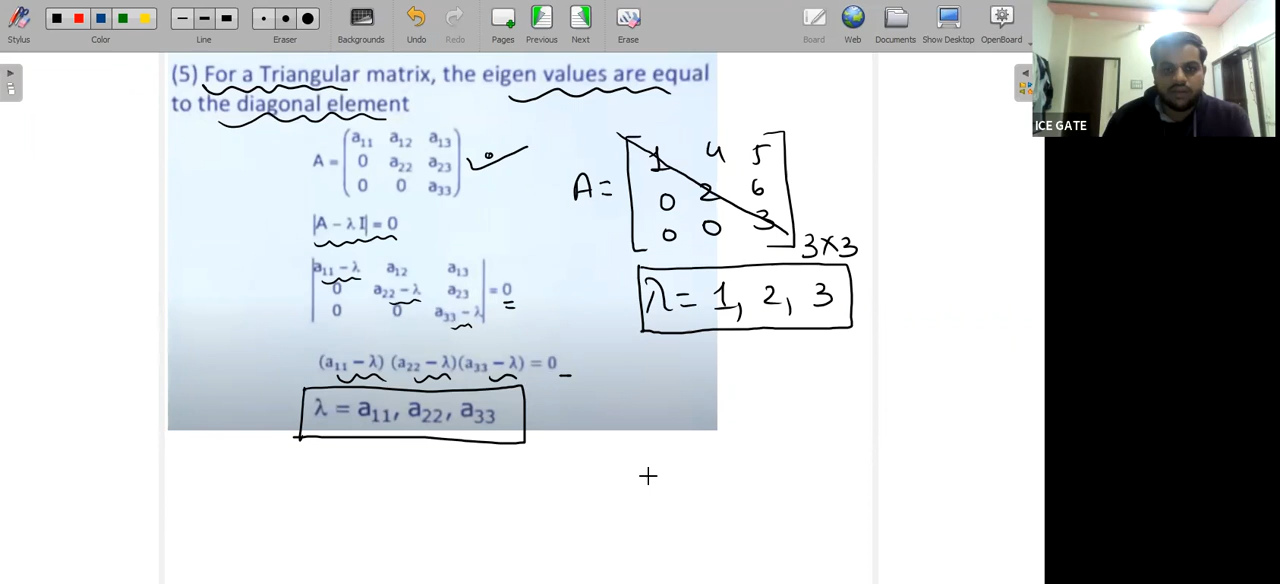 Stylus Color Line Eraser Backgrounds Undo Redo Pages Previous Next Erase Board Web Documents Show Desktop OpenBoard
ICE GATE
(5) For a Triangular matrix, the eigen values are equal
to the diagonal element
A = (a₁₁ a₁₂ a₁₃
0 a₂₂ a₂₃
0 0 a₃₃)
|A - λ I| = 0
|a₁₁ - λ a₁₂ a₁₃
0 a₂₂ - λ a₂₃
0 0 a₃₃ - λ| = 0
(a₁₁ - λ) (a₂₂ - λ)(a₃₃ - λ) = 0
λ = a₁₁, a₂₂, a₃₃
A = [1 4 5
0 2 6
0 0 3] 3×3
λ = 1, 2, 3